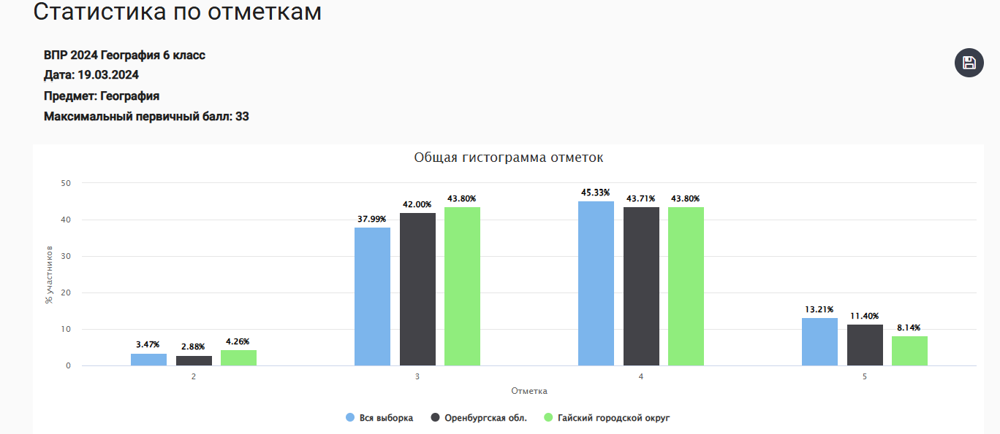 Статистика по отметкам
ВПР 2024 География 6 класс
Дата: 19.03.2024
Предмет: География
Максимальный первичный балл: 33
Общая гистограмма отметок
50
40
30
20
10
0
% участников
3.47%
2.88%
4.26%
37.99%
42.00%
43.80%
45.33%
43.71%
43.80%
13.21%
11.40%
8.14%
2
3
4
5
Отметка
Вся выборка
Оренбургская обл.
Гайский городской округ